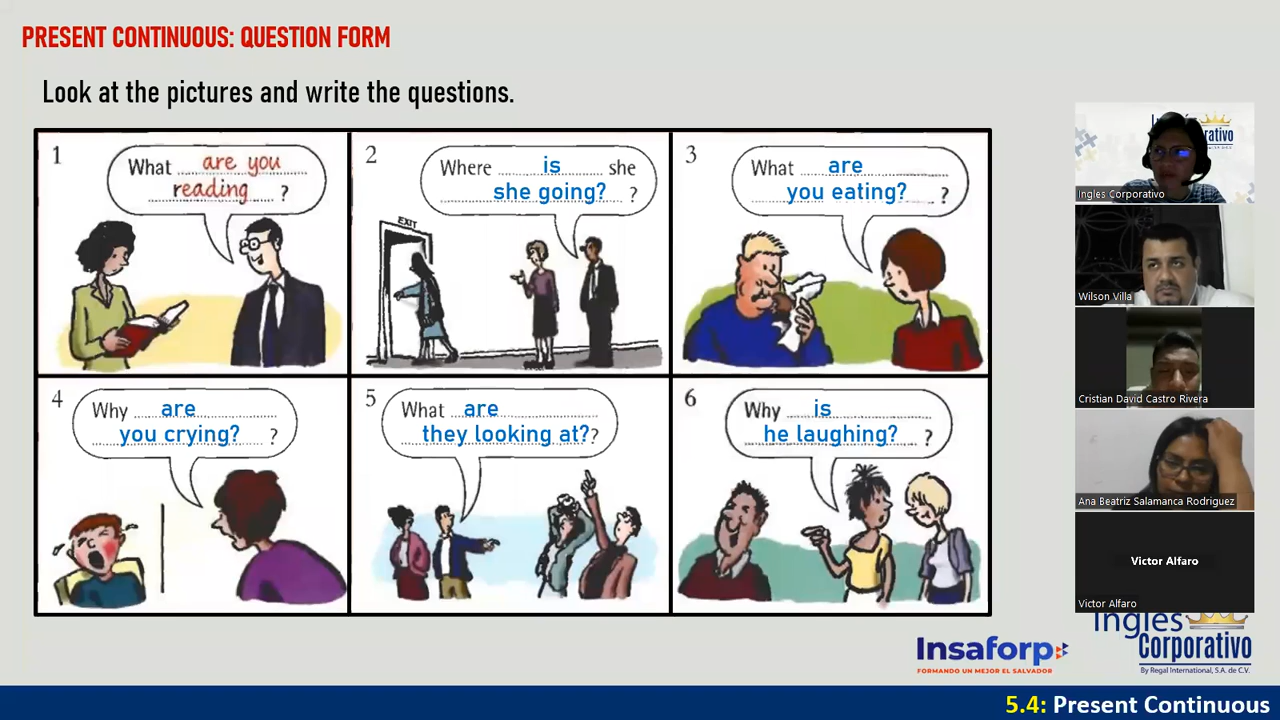 PRESENT CONTINUOUS: QUESTION FORM
Look at the pictures and write the questions.
1
What are you
reading ?
2
Where is she
she going? ?
EXIT
3
What are
you eating? ?
4
Why are
you crying? ?
5
What are
they looking at? ?
6
Why is
he laughing? ?
Ingles Corporativo
Wilson Villa
Cristian David Castro Rivera
Ana Beatriz Salamanca Rodriguez
Victor Alfaro
Victor Alfaro
Insaforp
FORMANDO UN MEJOR EL SALVADOR
Inglés
Corporativo
By Regal International, S.A. de C.V.
5.4: Present Continuous